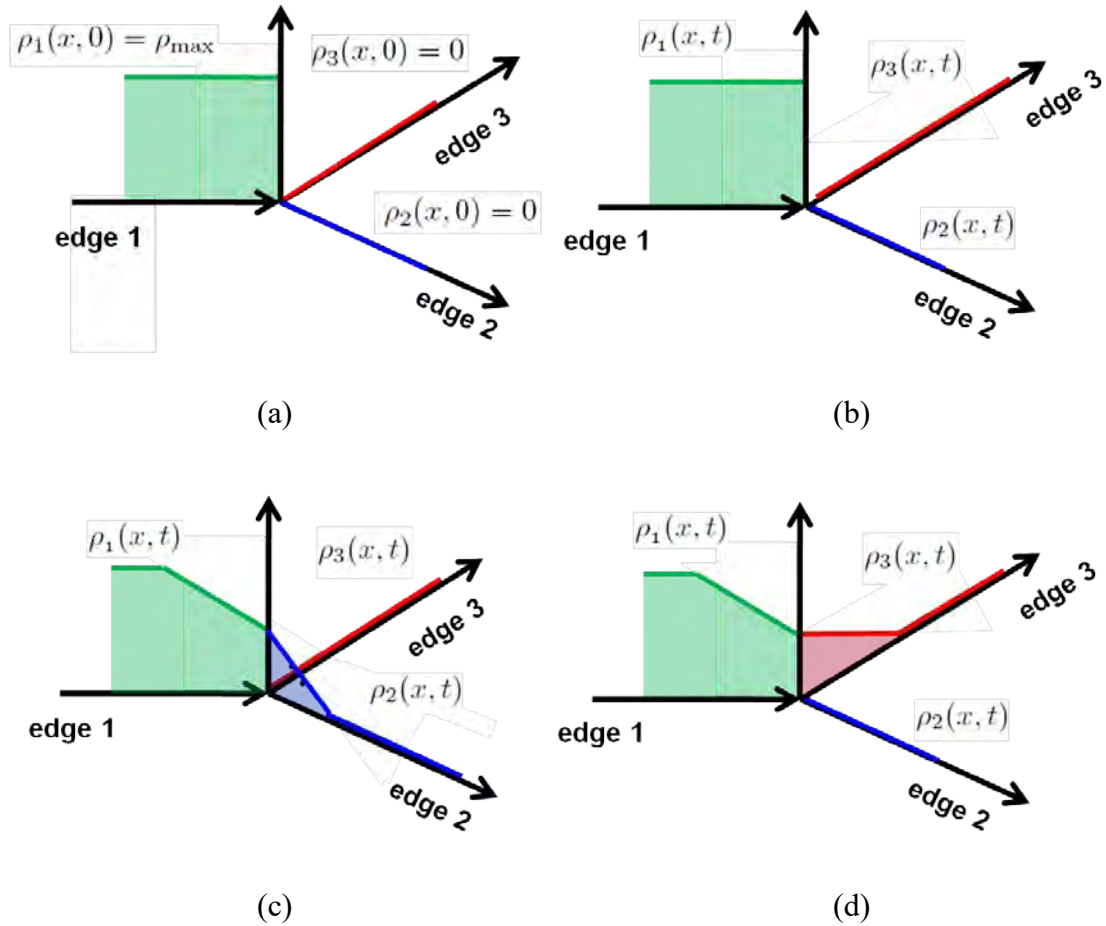 ρ₁(x, 0) = ρ_max
ρ₃(x, 0) = 0
edge 3
ρ₂(x, 0) = 0
edge 1
edge 2
(a)
ρ₁(x, t)
ρ₃(x, t)
edge 3
ρ₂(x, t)
edge 1
edge 2
(b)
ρ₁(x, t)
ρ₃(x, t)
edge 3
ρ₂(x, t)
edge 1
edge 2
(c)
ρ₁(x, t)
ρ₃(x, t)
edge 3
ρ₂(x, t)
edge 1
edge 2
(d)